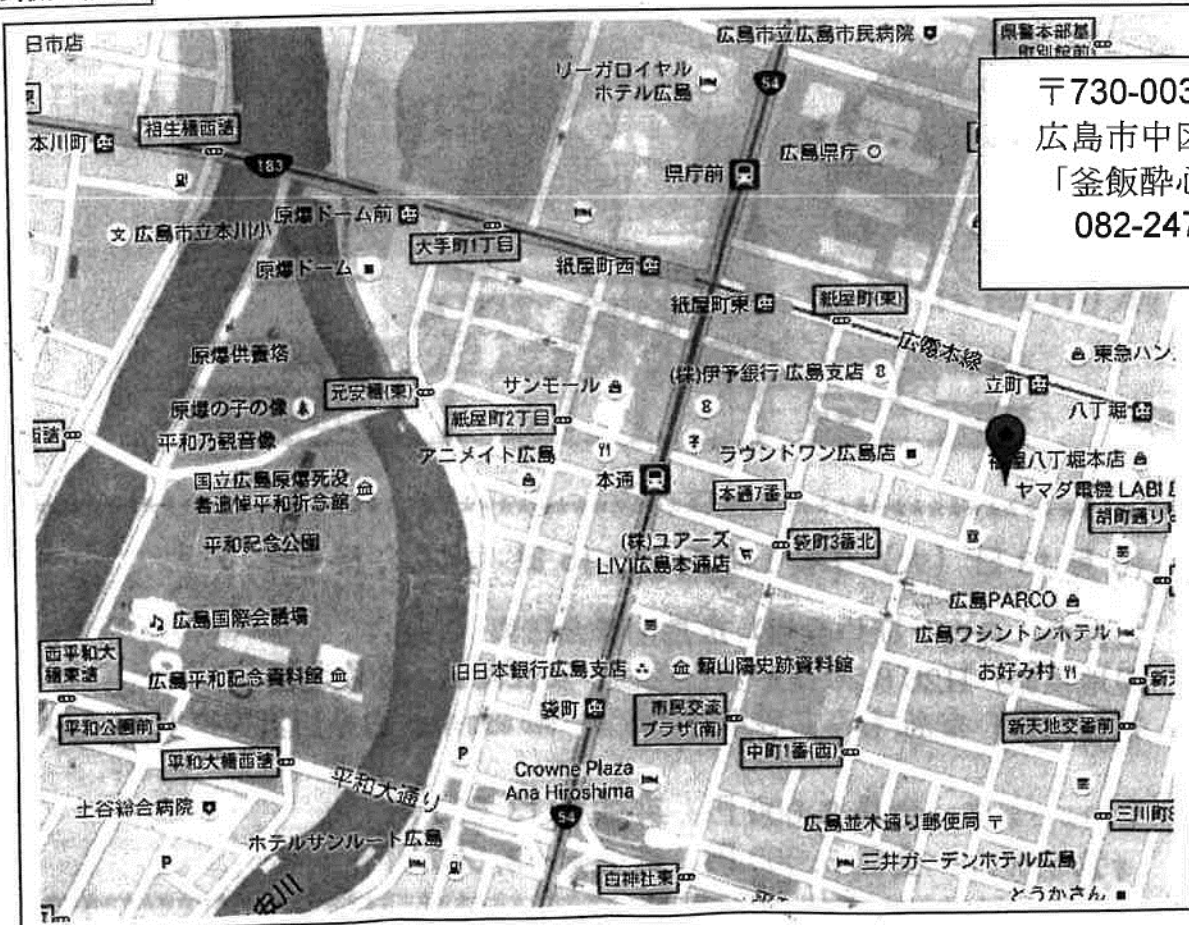 日市店
広島市立広島市民病院
県警本部基
町別館前
リーガロイヤル
ホテル広島
54
〒730-003
広島市中区
「釜飯酔心
082-247
本川町
相生橋西詰
183
県庁前
広島県庁
文 広島市立本川小
原爆ドーム前
大手町1丁目
原爆ドーム
紙屋町西
紙屋町東
紙屋町(東)
広電本線
東急ハン
原爆供養塔
元安橋(東)
サンモール
(株)伊予銀行 広島支店
立町
八丁堀
原爆の子の像
紙屋町2丁目
平和乃観音像
アニメイト広島
ラウンドワン広島店
福屋八丁堀本店
国立広島原爆死没
者追悼平和祈念館
本通
本通7番
ヤマダ電機 LABI
胡町通り
平和記念公園
(株)ユアーズ
LIVI広島本通店
袋町3番北
広島PARCO
広島国際会議場
広島ワシントンホテル
西平和大
橋東詰
広島平和記念資料館
旧日本銀行広島支店
頼山陽史跡資料館
お好み村
袋町
市民交流
プラザ(南)
新天地交番前
平和公園前
中町1番(西)
平和大橋西詰
平和大通り
P
Crowne Plaza
Ana Hiroshima
54
土谷総合病院
広島並木通り郵便局 〒
三川町
ホテルサンルート広島
P
三井ガーデンホテル広島
白神社東
とうかさん